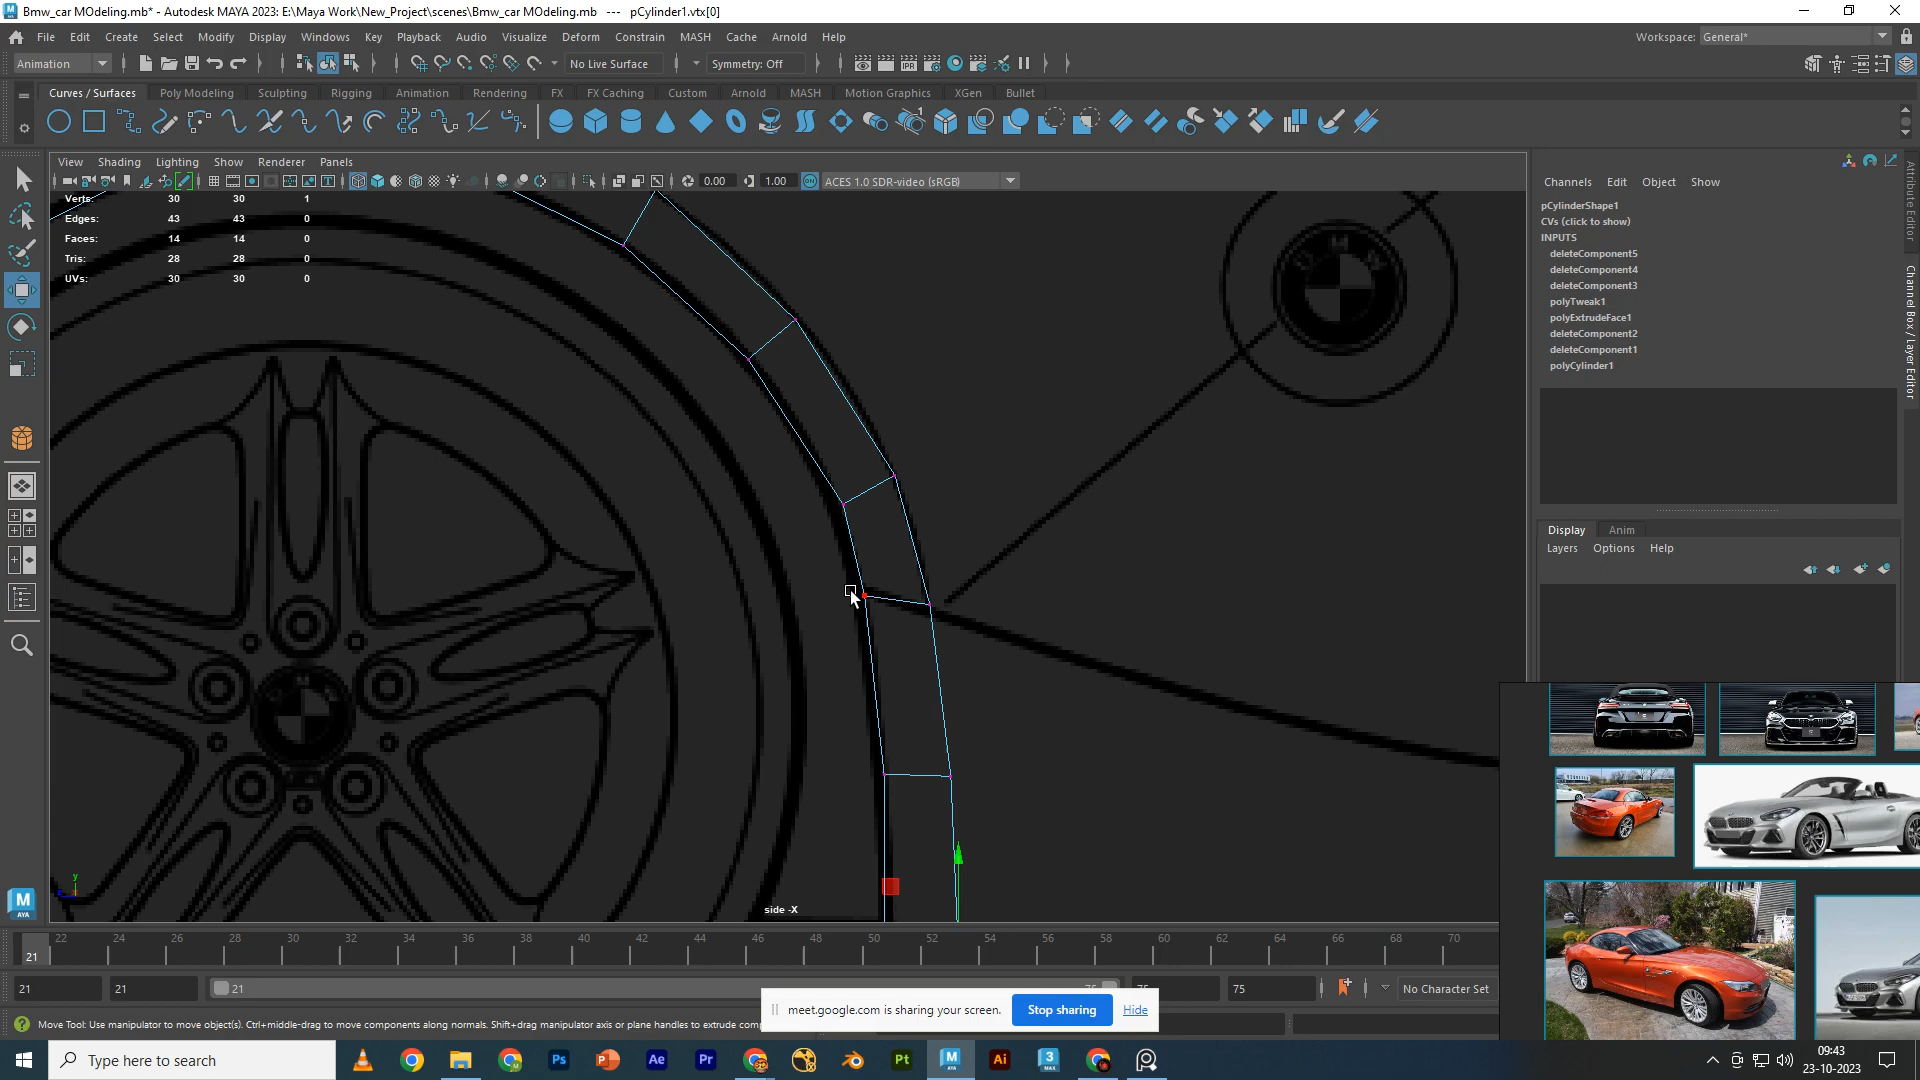 Bmw_car MOdeling.mb* - Autodesk MAYA 2023: E:\Maya Work\New_Project\scenes\Bmw_car MOdeling.mb --- pCylinder1.vtx[0]
File Edit Create Select Modify Display Windows Key Playback Audio Visualize Deform Constrain MASH Cache Arnold Help
Workspace: General*
Animation
No Live Surface
Symmetry: Off
Curves / Surfaces Poly Modeling Sculpting Rigging Animation Rendering FX FX Caching Custom Arnold MASH Motion Graphics XGen Bullet
View Shading Lighting Show Renderer Panels
0.00 1.00 ACES 1.0 SDR-video (sRGB)
Verts: 30 30 1
Edges: 43 43 0
Faces: 14 14 0
Tris: 28 28 0
UVs: 30 30 0
side -X
Channels Edit Object Show
pCylinderShape1
CVs (click to show)
INPUTS
deleteComponent5
deleteComponent4
deleteComponent3
polyTweak1
polyExtrudeFace1
deleteComponent2
deleteComponent1
polyCylinder1
Attribute Editor
Channel Box / Layer Editor
Display Anim
Layers Options Help
22 24 26 28 30 32 34 36 38 40 42 44 46 48 50 52 54 56 58 60 62 64 66 68 70
21
21 21 21 75 75 No Character Set
meet.google.com is sharing your screen. Stop sharing Hide
Move Tool: Use manipulator to move object(s). Ctrl+middle-drag to move components along normals. Shift+drag manipulator axis or plane handles to extrude com
Type here to search
09:43
23-10-2023